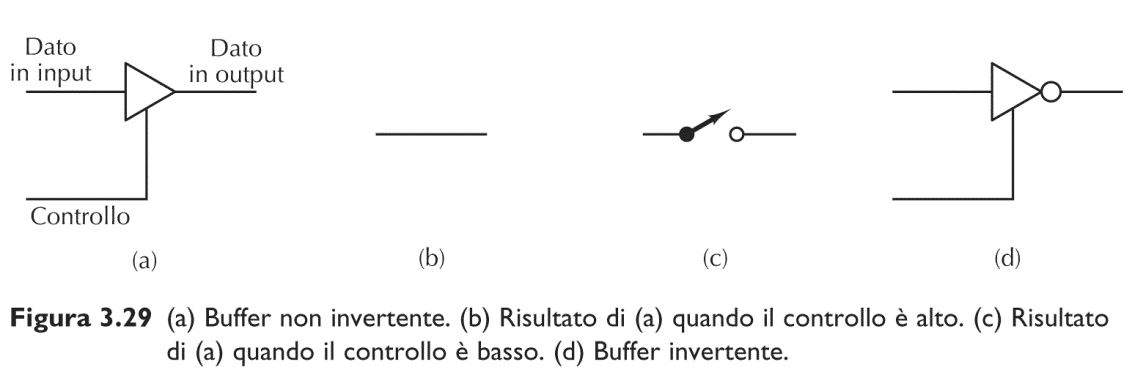 Dato
in input
Dato
in output
Controllo
(a)
(b)
(c)
(d)
Figura 3.29 (a) Buffer non invertente. (b) Risultato di (a) quando il controllo è alto. (c) Risultato
di (a) quando il controllo è basso. (d) Buffer invertente.